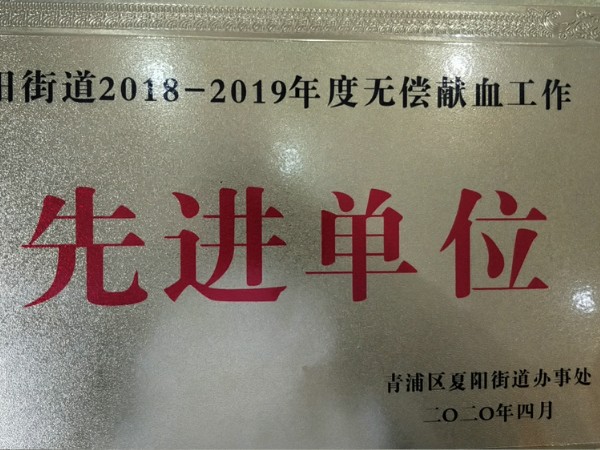 阳街道2018-2019年度无偿献血工作
先进单位
青浦区夏阳街道办事处
二〇二〇年四月